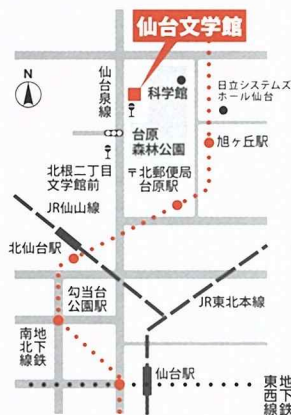 仙台文学館
N
仙台泉線
科学館
日立システムズ
ホール仙台
台原
森林公園
旭ヶ丘駅
北根二丁目
文学館前
〒北郵便局
台原駅
JR仙山線
北仙台駅
勾当台
公園駅
JR東北本線
地下鉄
南北線
仙台駅
地下鉄
東西線